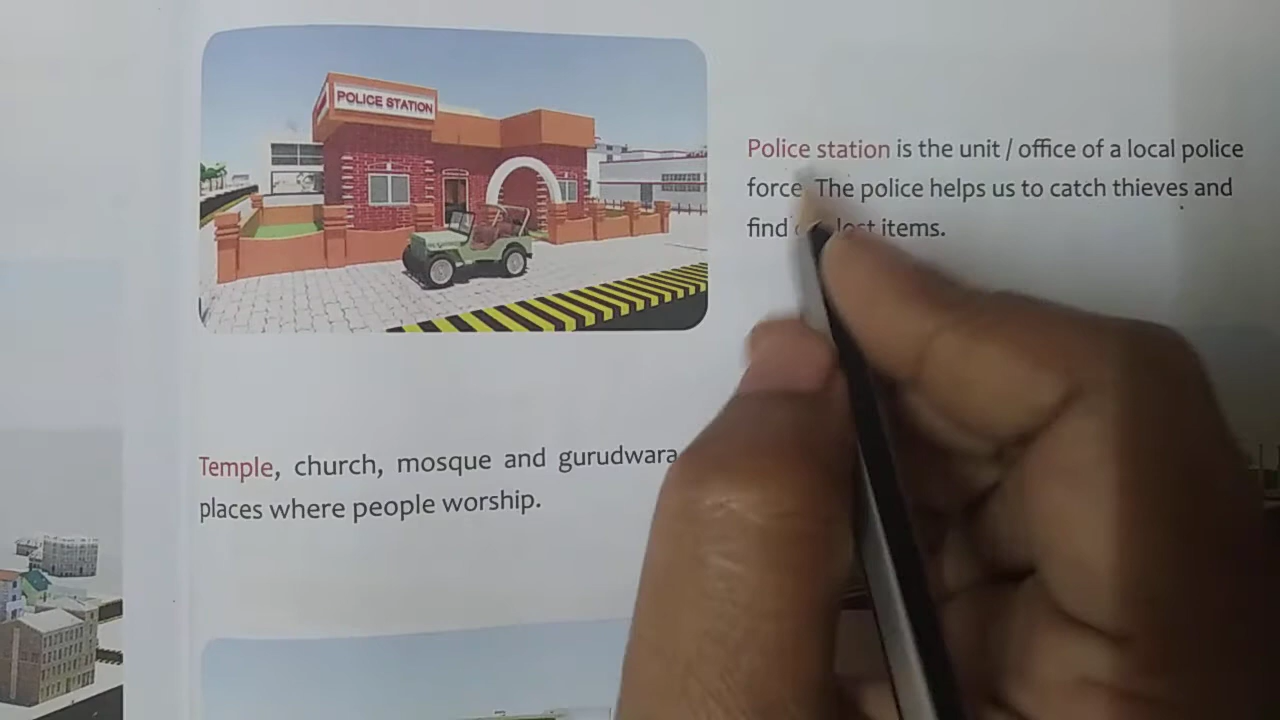 POLICE STATION
Police station is the unit / office of a local police
force. The police helps us to catch thieves and
find lost items.
Temple, church, mosque and gurudwara
places where people worship.